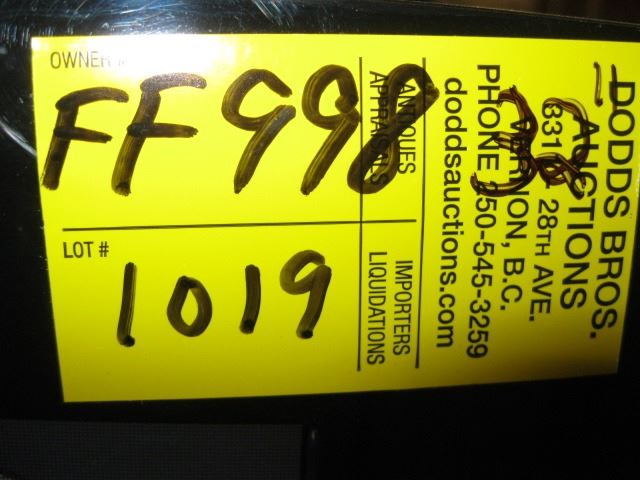 OWNER #
FF998
LOT #
1019
ANTIQUES
APPRAISALS
IMPORTERS
LIQUIDATIONS
DODDS BROS.
AUCTIONS
28TH AVE.
VERNON, B.C.
PHONE 250-545-3259
doddsauctions.com